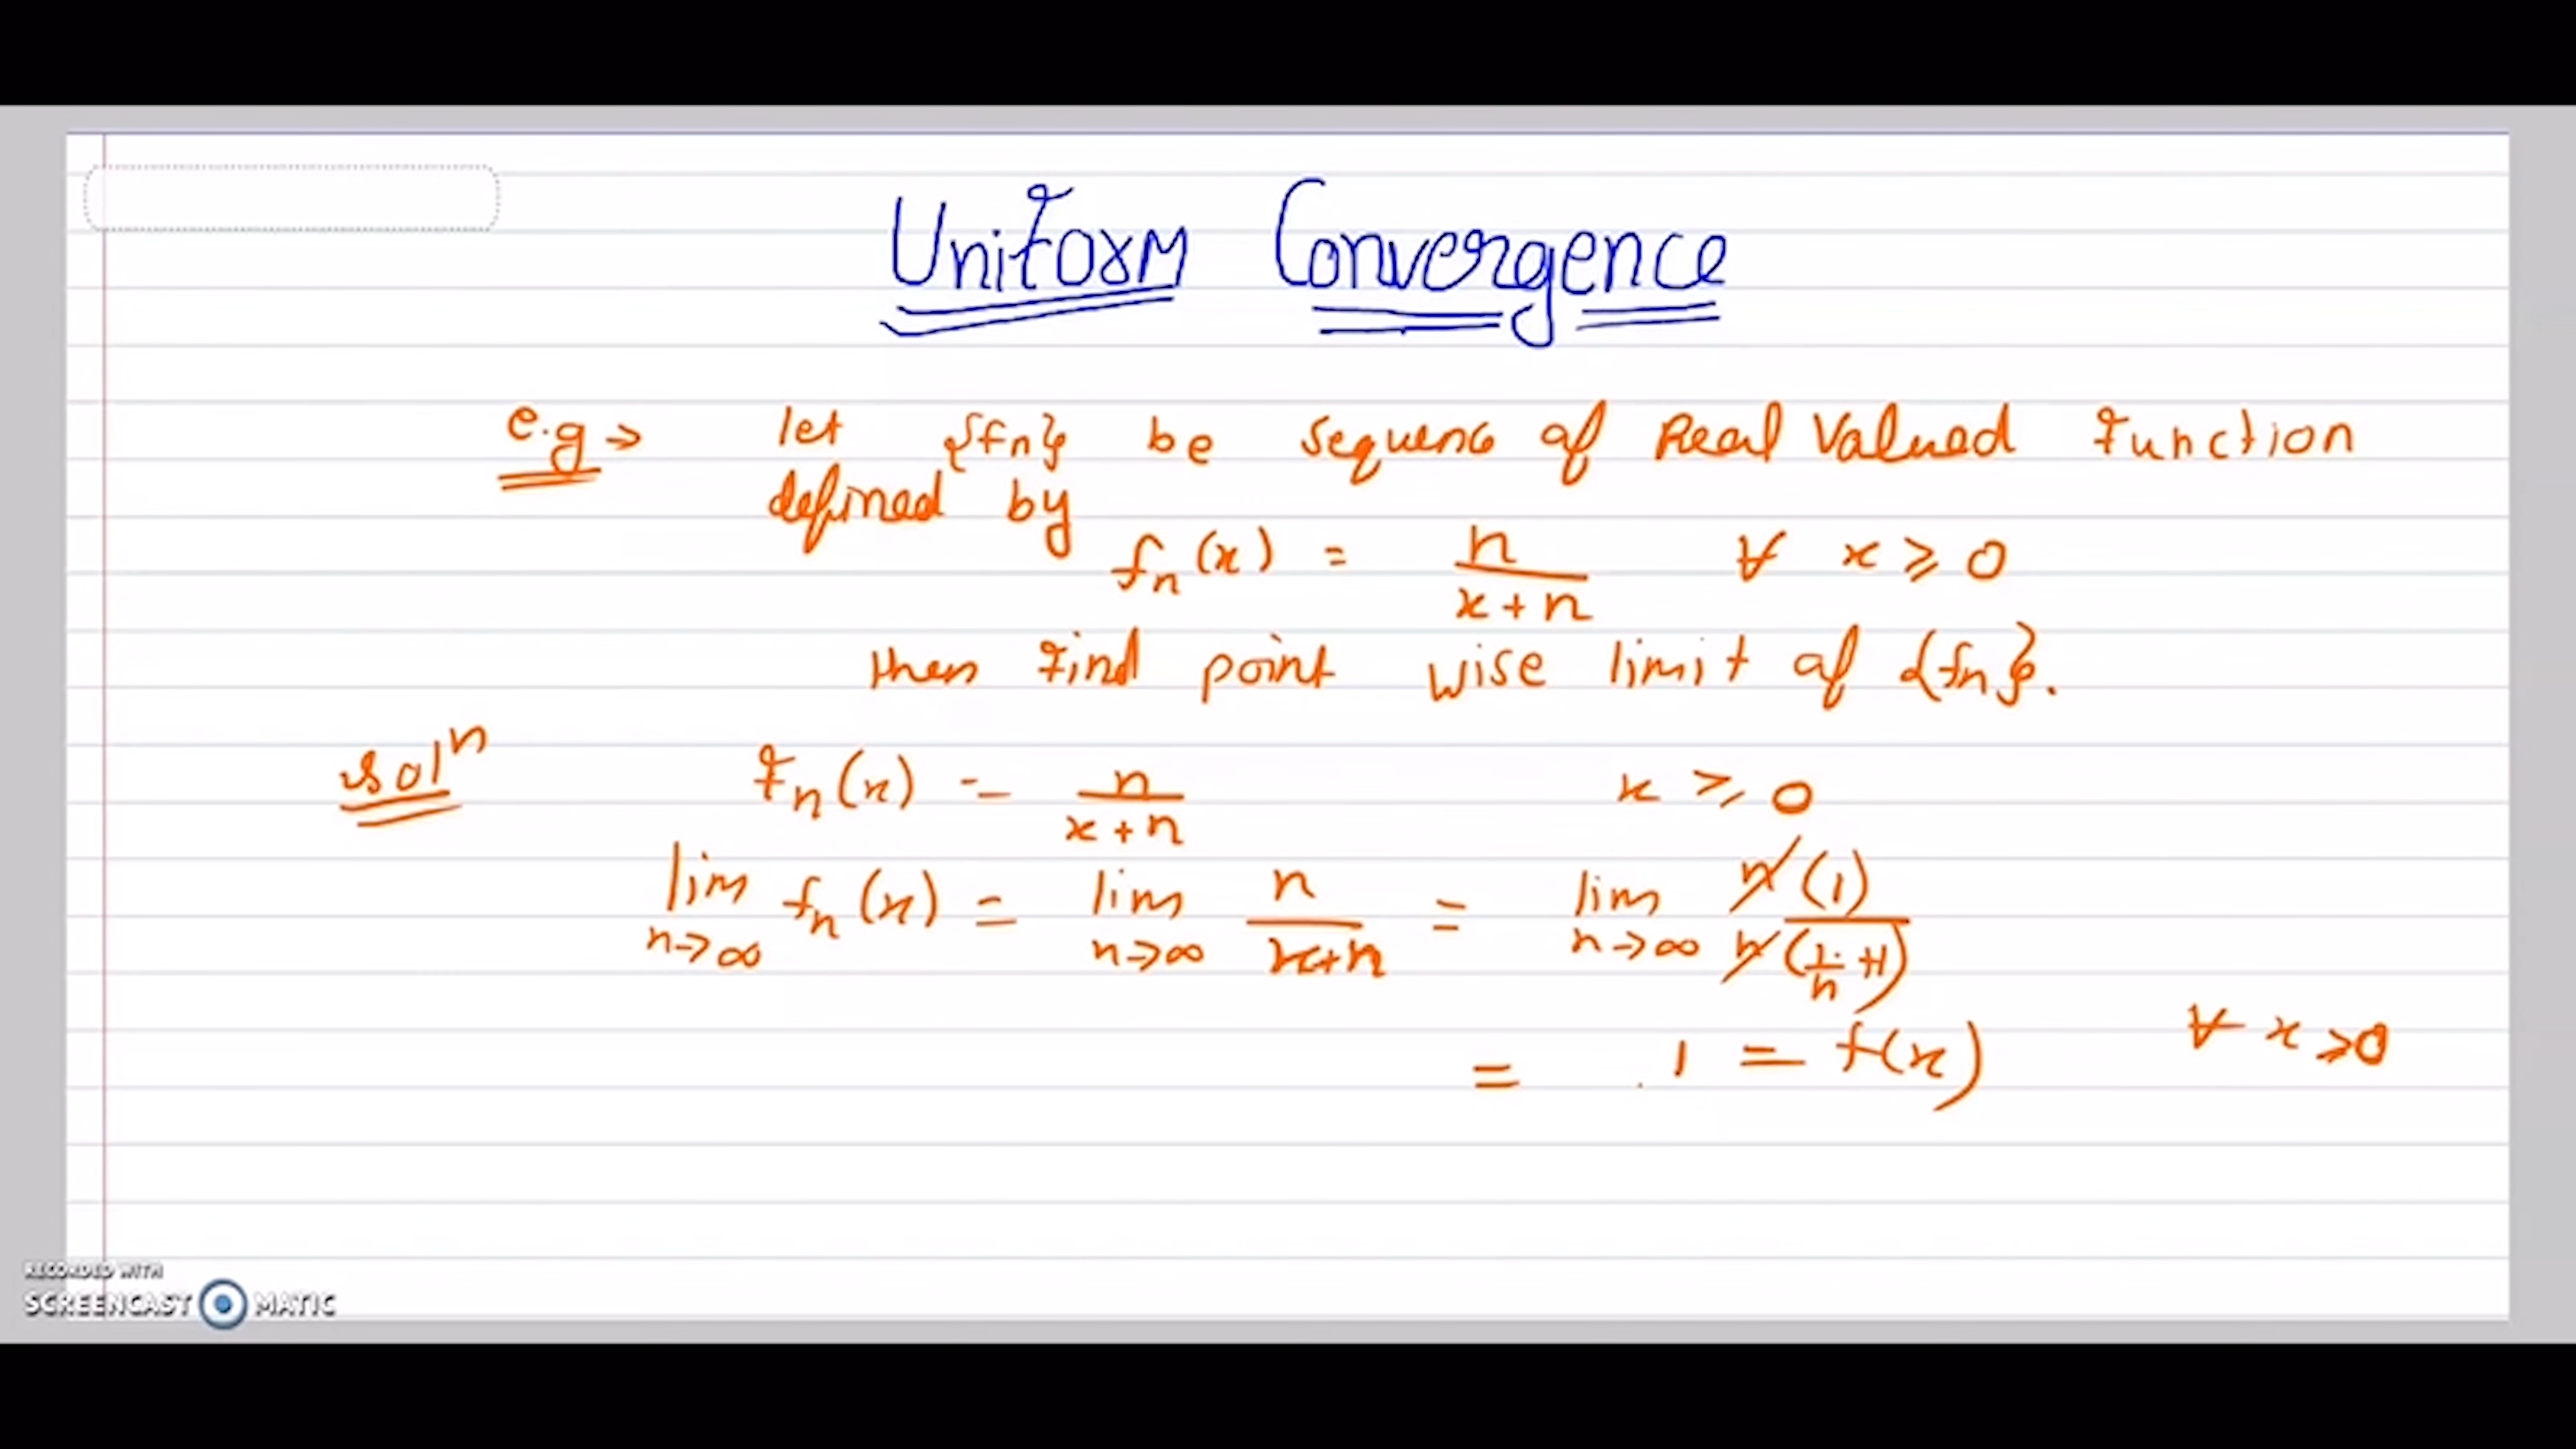 Uniform Convergence
e.g → let {fn} be sequence of Real Valued function
defined by
fn(x) = n/(x+n) ∀ x ≥ 0
then find point wise limit of {fn}.
solⁿ fn(x) = n/(x+n) x ≥ 0
lim n→∞ fn(x) = lim n→∞ n/(x+n) = lim n→∞ n(1)/n(x/n +1)
= 1 = f(x) ∀ x ≥ 0
RECORDED WITH
SCREENCAST MATIC